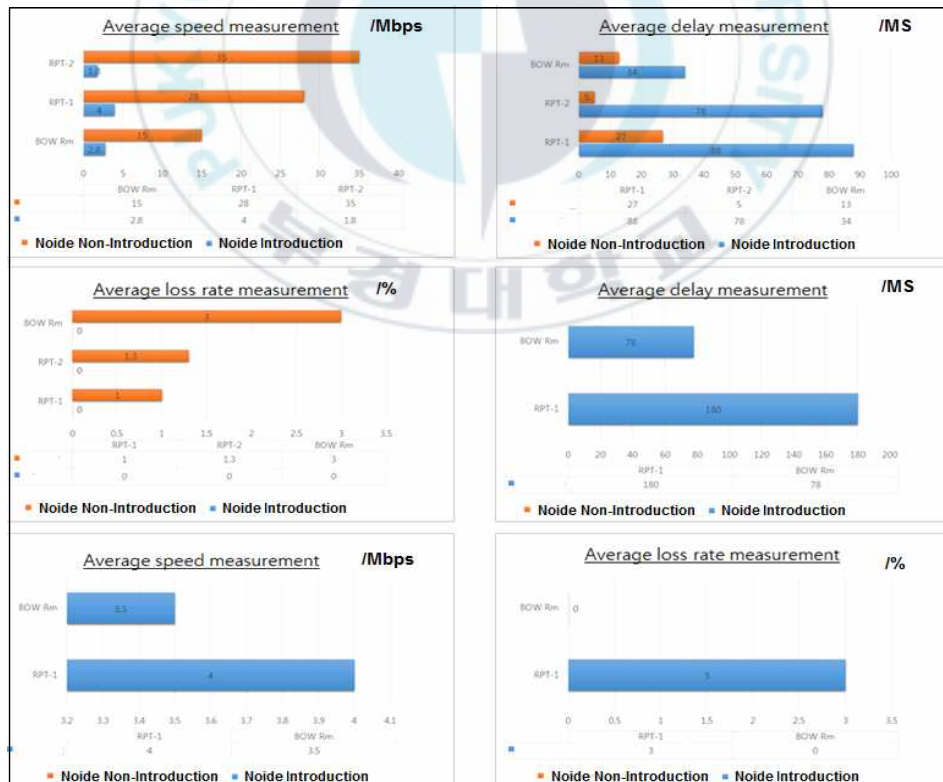 Average speed measurement /Mbps
RPT-2 35
RPT-1 28
4
BOW Rm 15
2.8
0 5 10 15 20 25 30 35 40
BOW Rm RPT-1 RPT-2
15 28 35
2.8 4 1.8
Noide Non-Introduction Noide Introduction
Average delay measurement /MS
BOW Rm 13
34
RPT-2 5
78
RPT-1 27
88
0 10 20 30 40 50 60 70 80 90 100
RPT-1 RPT-2 BOW Rm
27 5 13
88 78 34
Noide Non-Introduction Noide Introduction
Average loss rate measurement /%
BOW Rm 3
0
RPT-2 1.3
0
RPT-1 1
0
0 0.5 1 1.5 2 2.5 3 3.5
RPT-1 RPT-2 BOW Rm
1 1.3 3
0 0 0
Noide Non-Introduction Noide Introduction
Average delay measurement /MS
BOW Rm 78
RPT-1 180
0 20 40 60 80 100 120 140 160 180 200
RPT-1 BOW Rm
180 78
Noide Non-Introduction Noide Introduction
Average speed measurement /Mbps
BOW Rm 3.5
RPT-1 4
3.2 3.3 3.4 3.5 3.6 3.7 3.8 3.9 4 4.1
RPT-1 BOW Rm
4 3.5
Noide Non-Introduction Noide Introduction
Average loss rate measurement /%
BOW Rm 0
RPT-1
0 0.5 1 1.5 2 2.5 3 3.5
RPT-1 BOW Rm
3 0
Noide Non-Introduction Noide Introduction
부경대학교